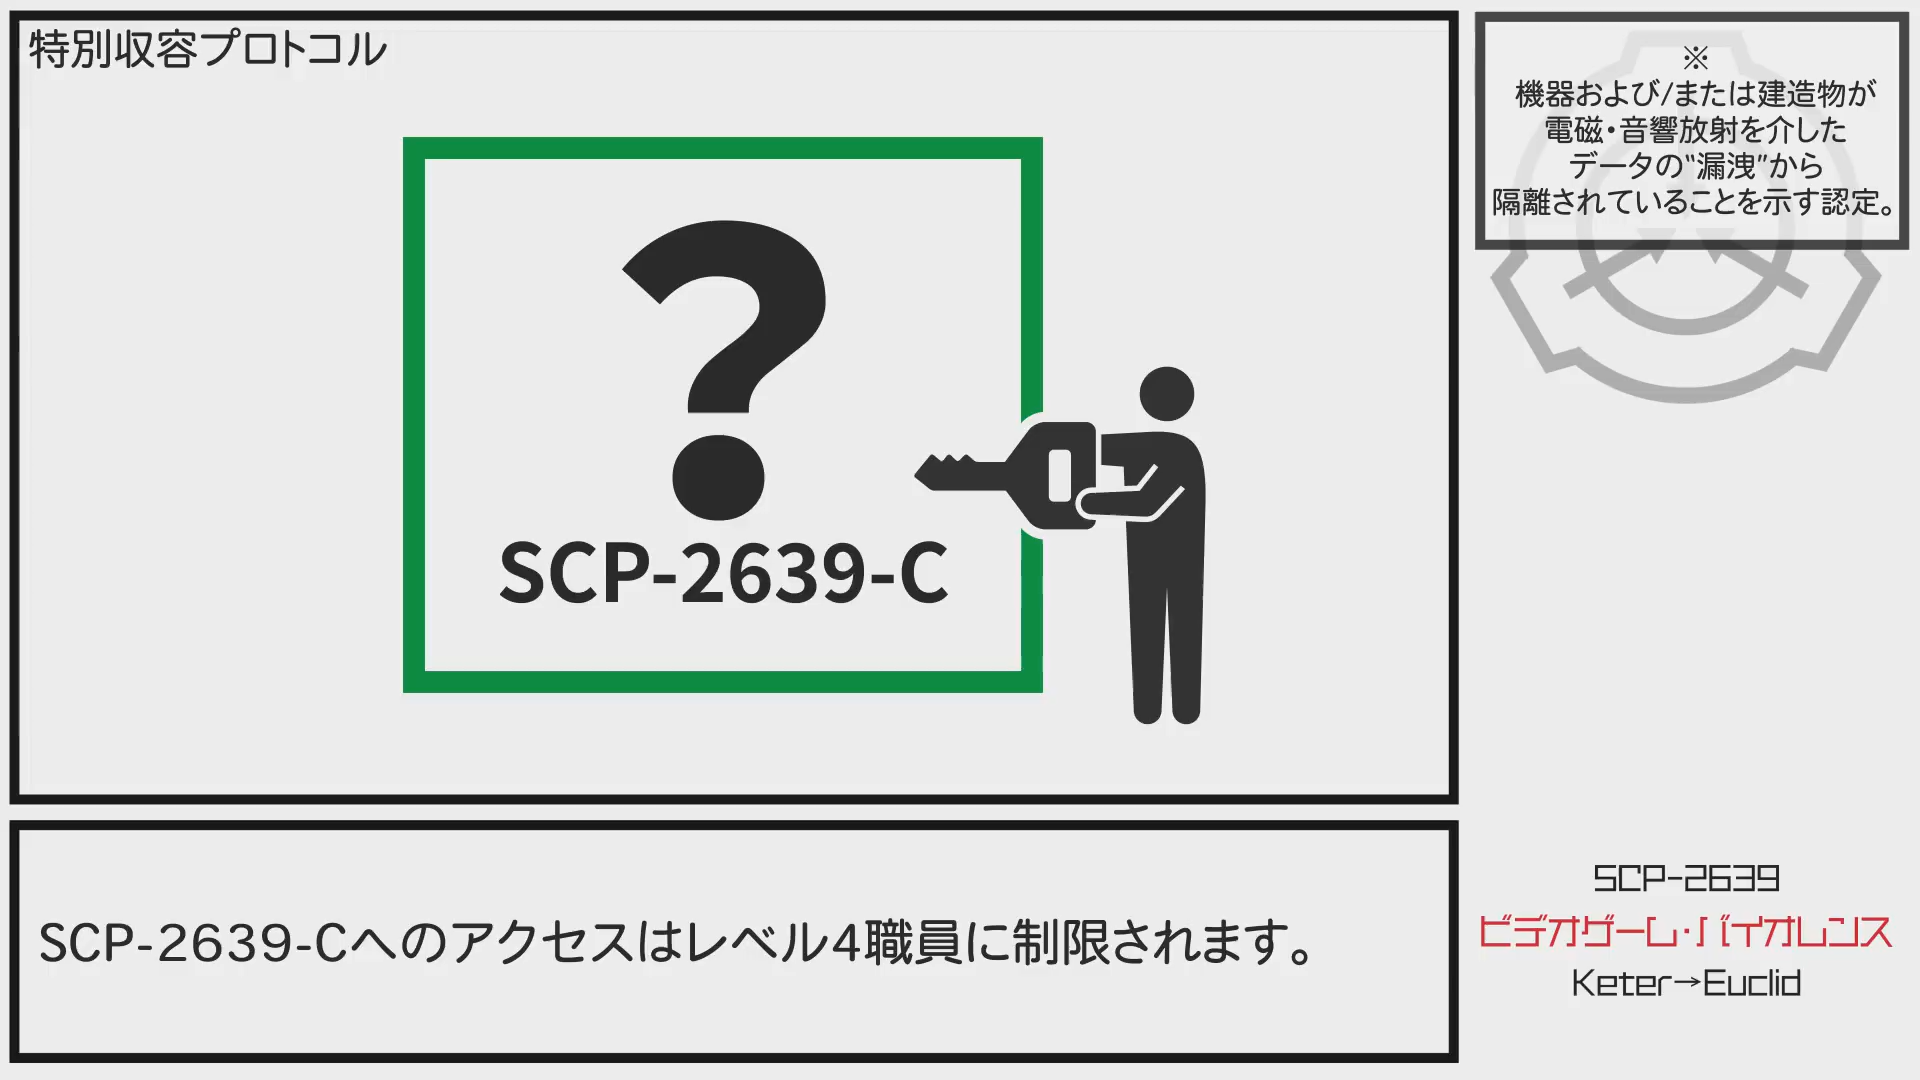 特別収容プロトコル
?
SCP-2639-C
※
機器および/または建造物が
電磁・音響放射を介した
データの“漏洩”から
隔離されていることを示す認定。
SCP-2639-Cへのアクセスはレベル4職員に制限されます。
SCP-2639
ビデオゲーム・バイオレンス
Keter→Euclid